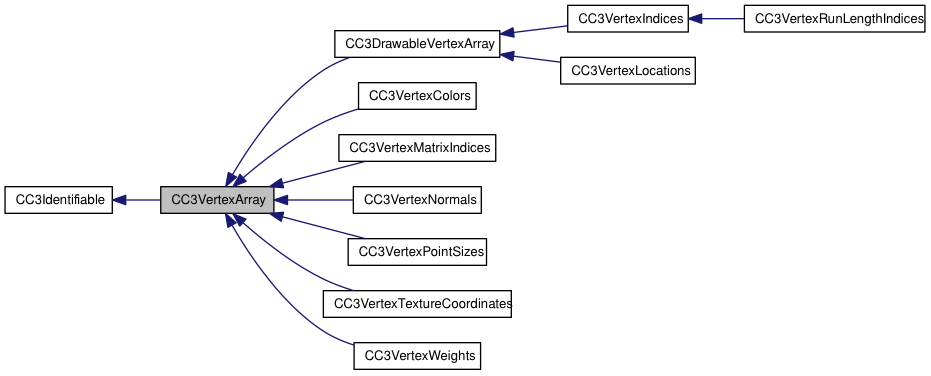 CC3VertexIndices
CC3VertexRunLengthIndices
CC3DrawableVertexArray
CC3VertexLocations
CC3VertexColors
CC3VertexMatrixIndices
CC3Identifiable
CC3VertexArray
CC3VertexNormals
CC3VertexPointSizes
CC3VertexTextureCoordinates
CC3VertexWeights